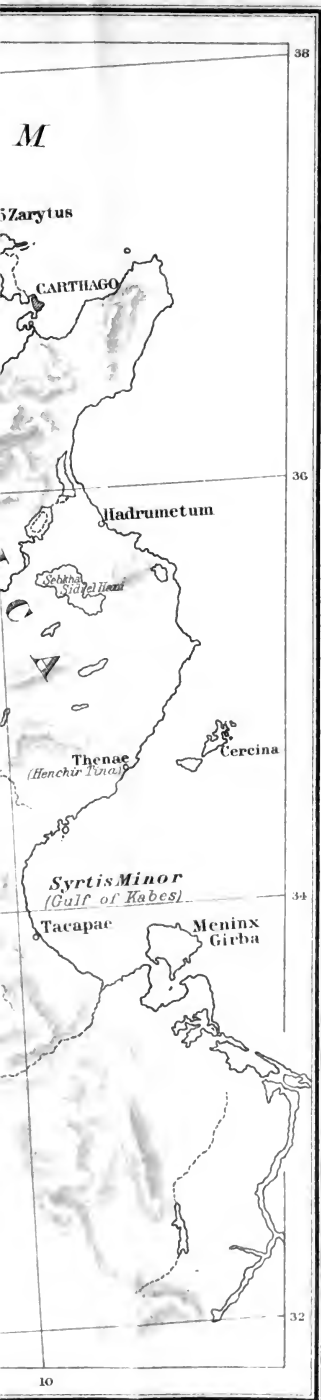 38
M
Zarytus
CARTHAGO
36
Hadrumetum
Sebkha
Sidi el Hani
C
A
Cercina
Thenae
(Henchir Tina)
Syrtis Minor
(Gulf of Kabes)
34
Tacapae
Meninx
Girba
32
10